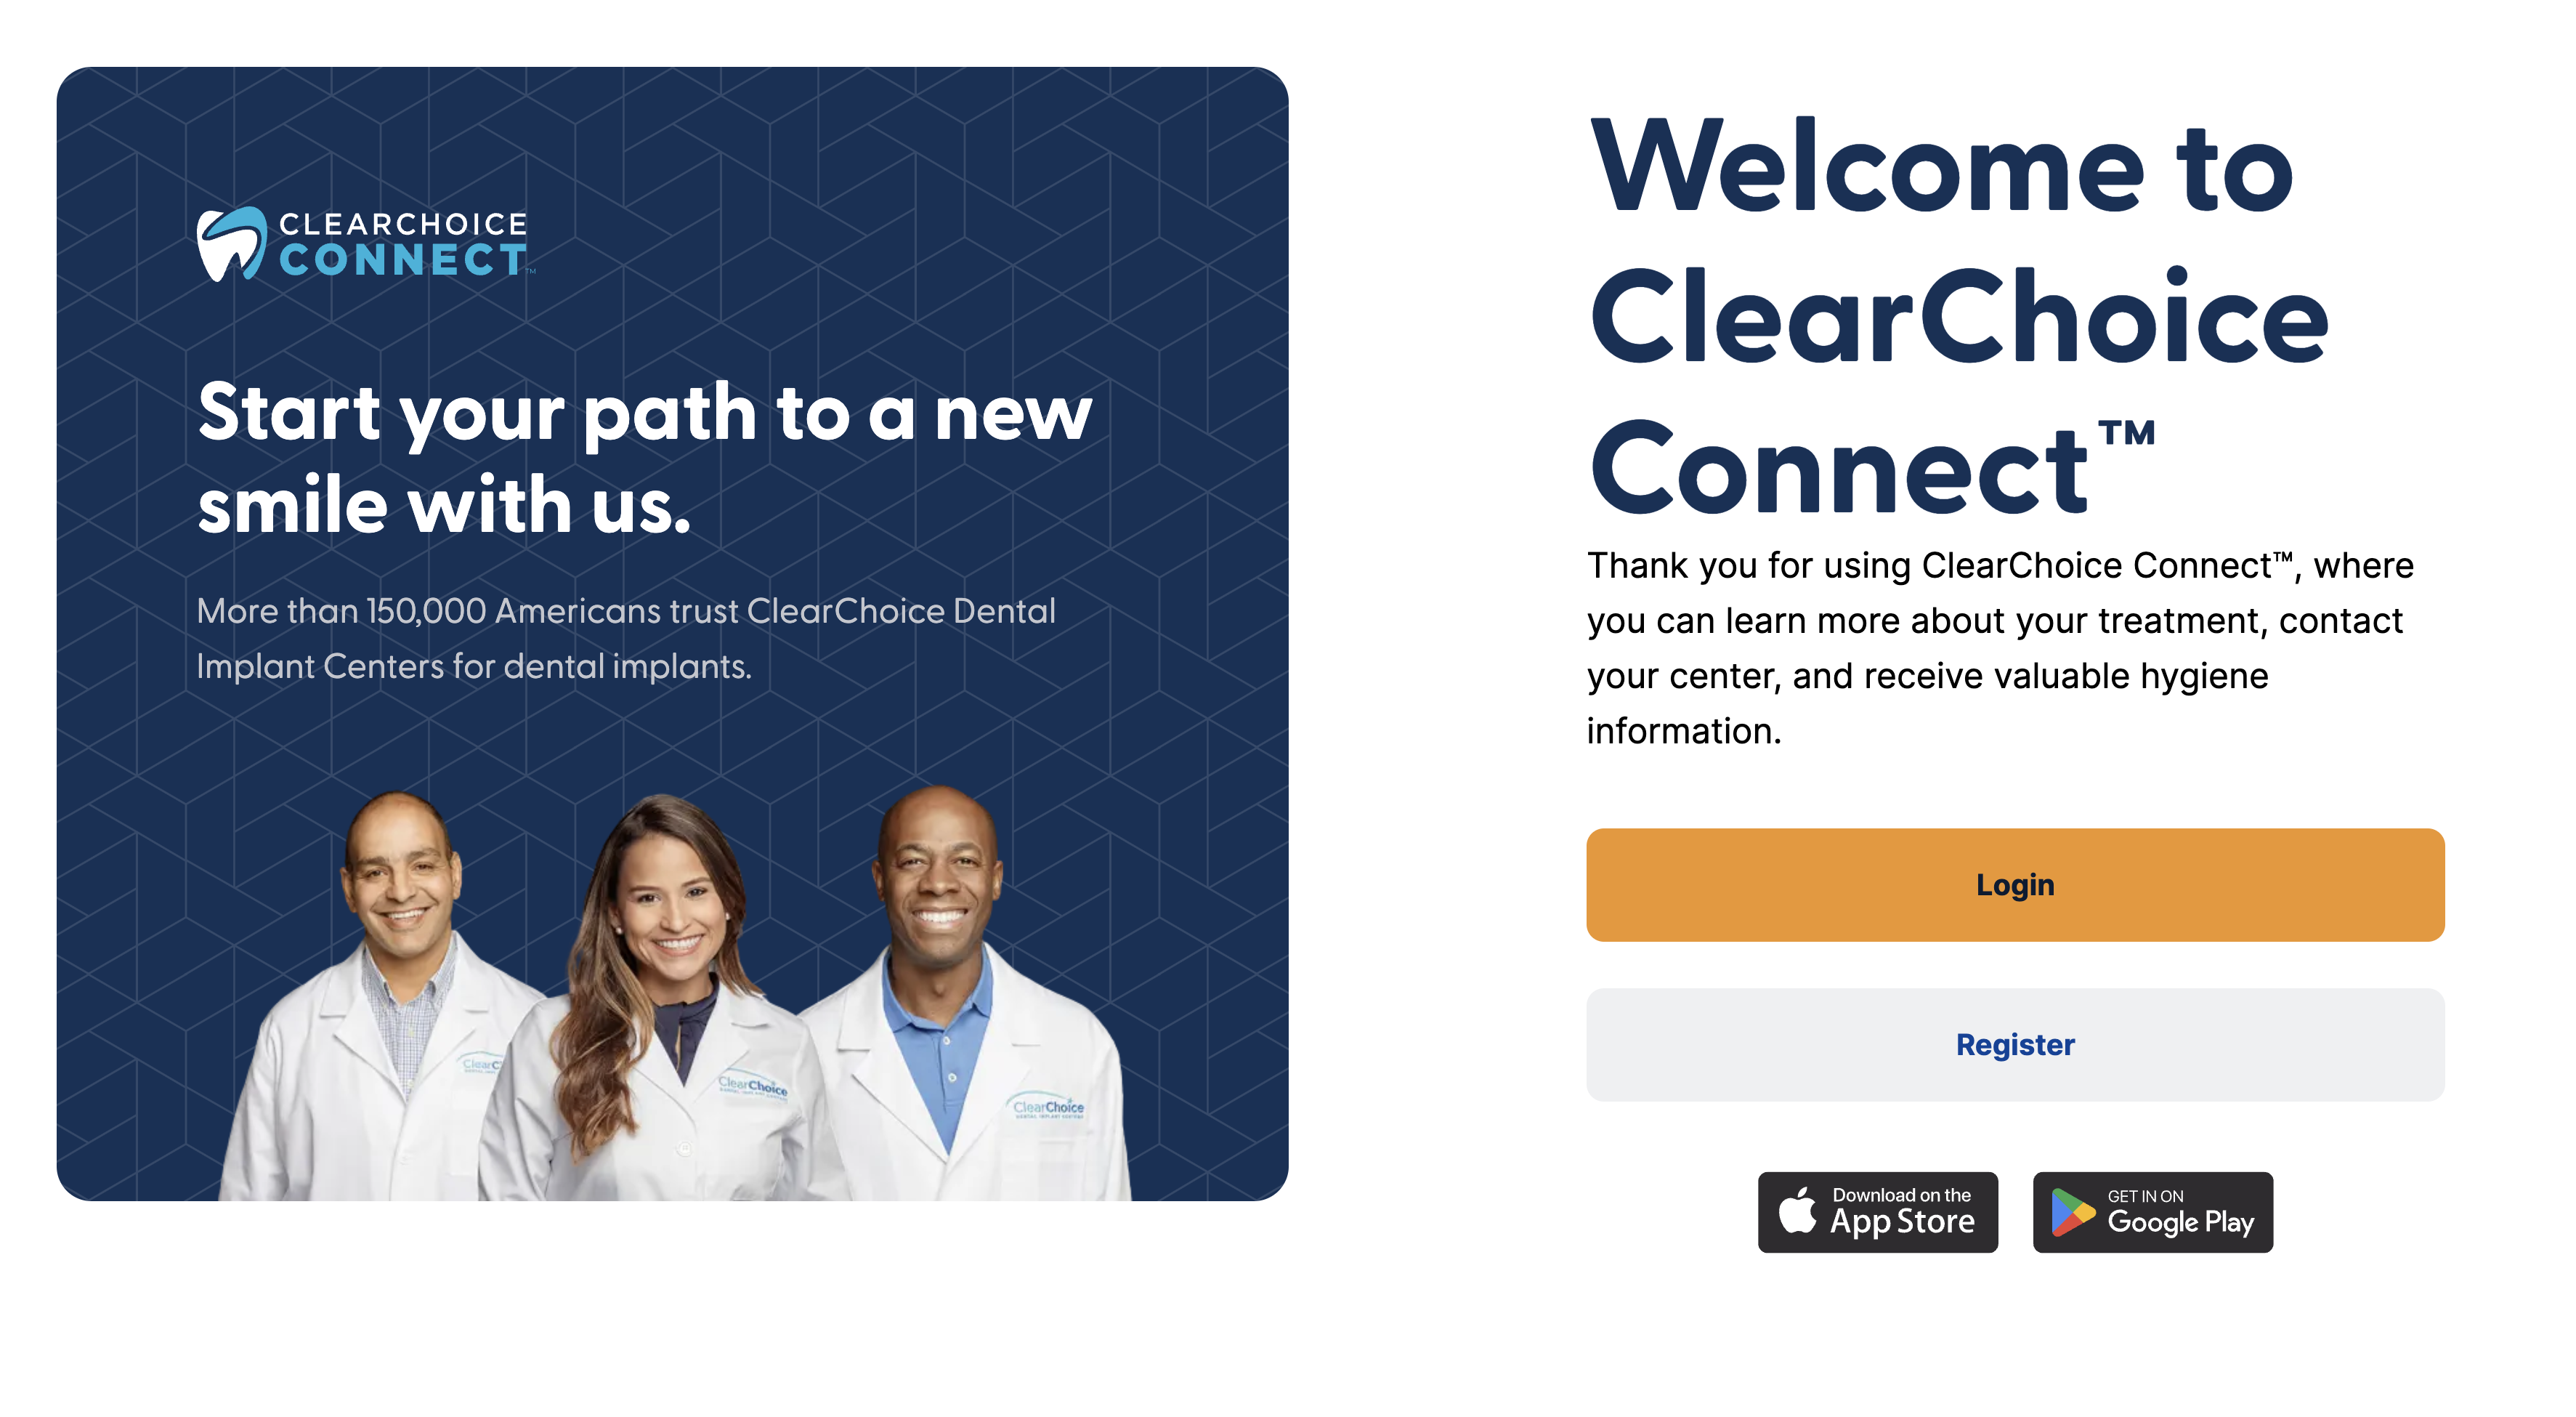 CLEARCHOICE
CONNECT™
Start your path to a new
smile with us.
More than 150,000 Americans trust ClearChoice Dental
Implant Centers for dental implants.
ClearC
ClearChoice
ClearChoice
Welcome to
ClearChoice
Connect™
Thank you for using ClearChoice Connect™, where
you can learn more about your treatment, contact
your center, and receive valuable hygiene
information.
Login
Register
Download on the
App Store
GET IN ON
Google Play